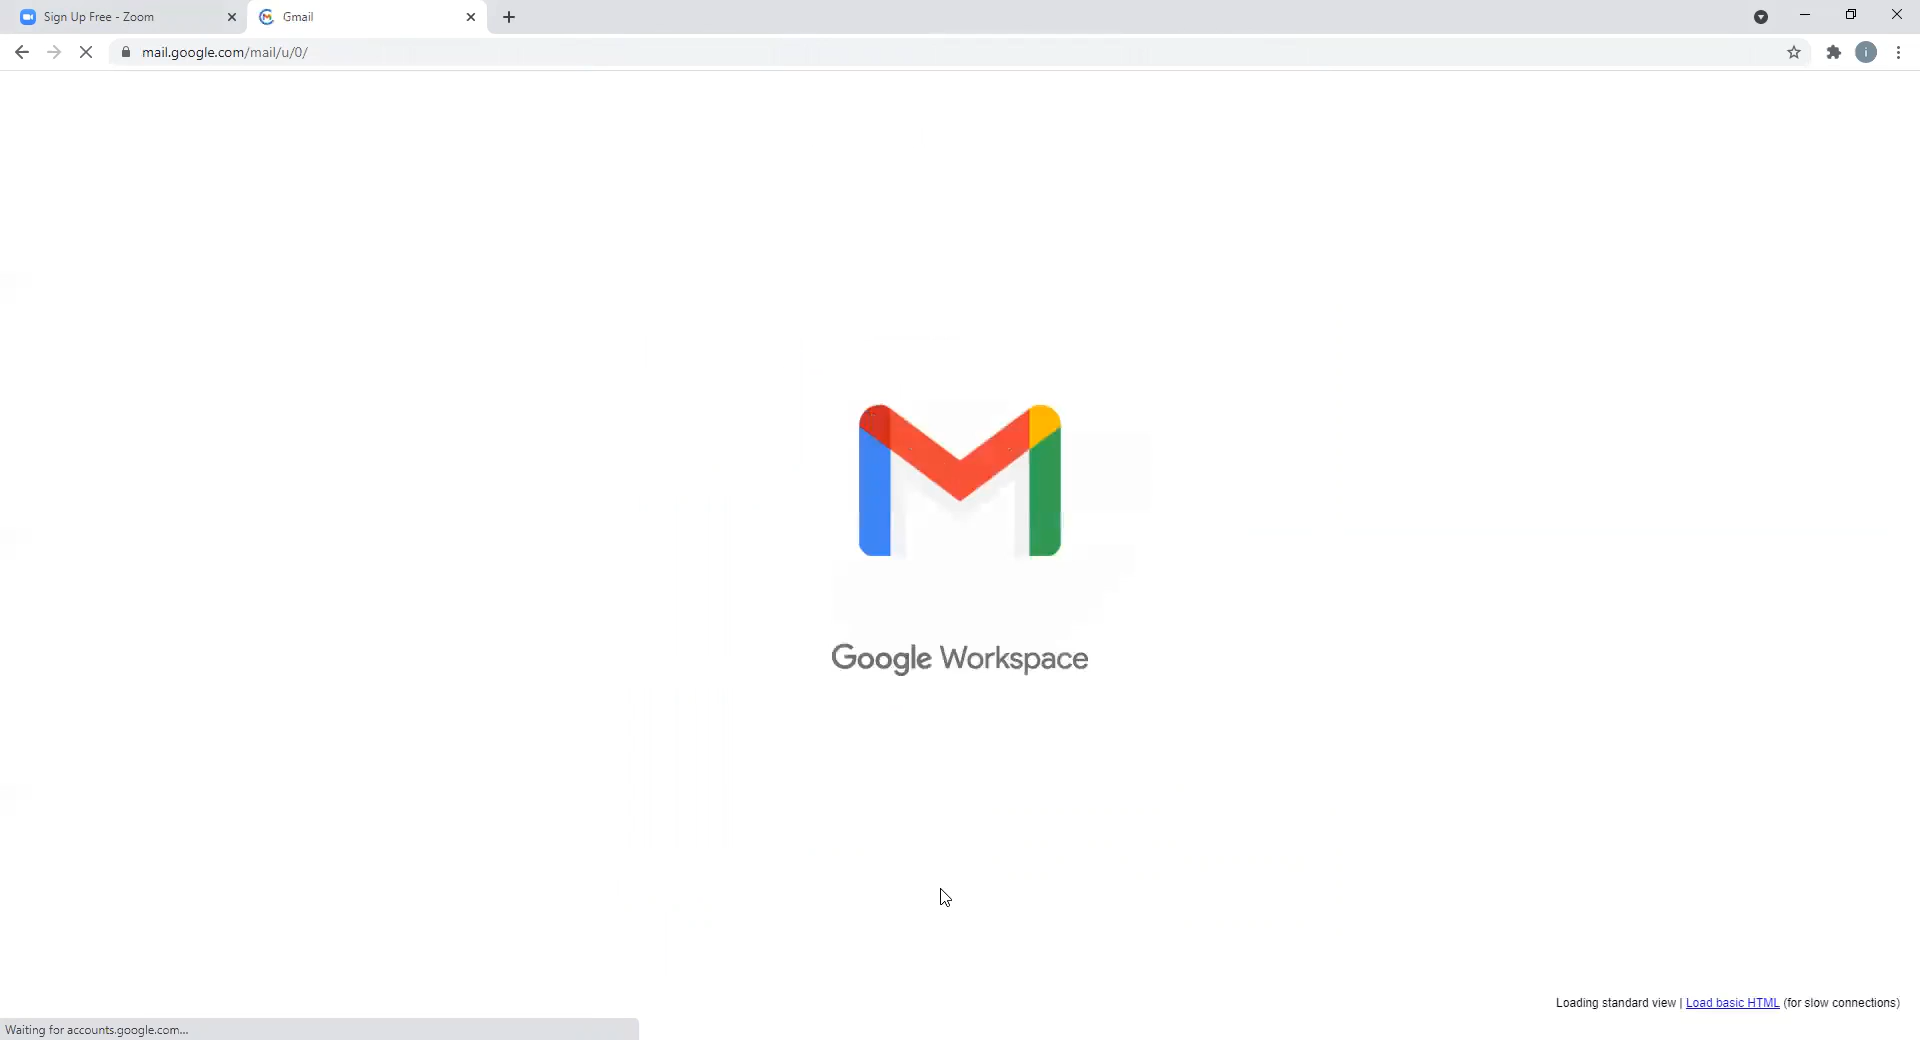 Sign Up Free - Zoom
Gmail
mail.google.com/mail/u/0/
i
Google Workspace
Loading standard view | Load basic HTML (for slow connections)
Waiting for accounts.google.com...